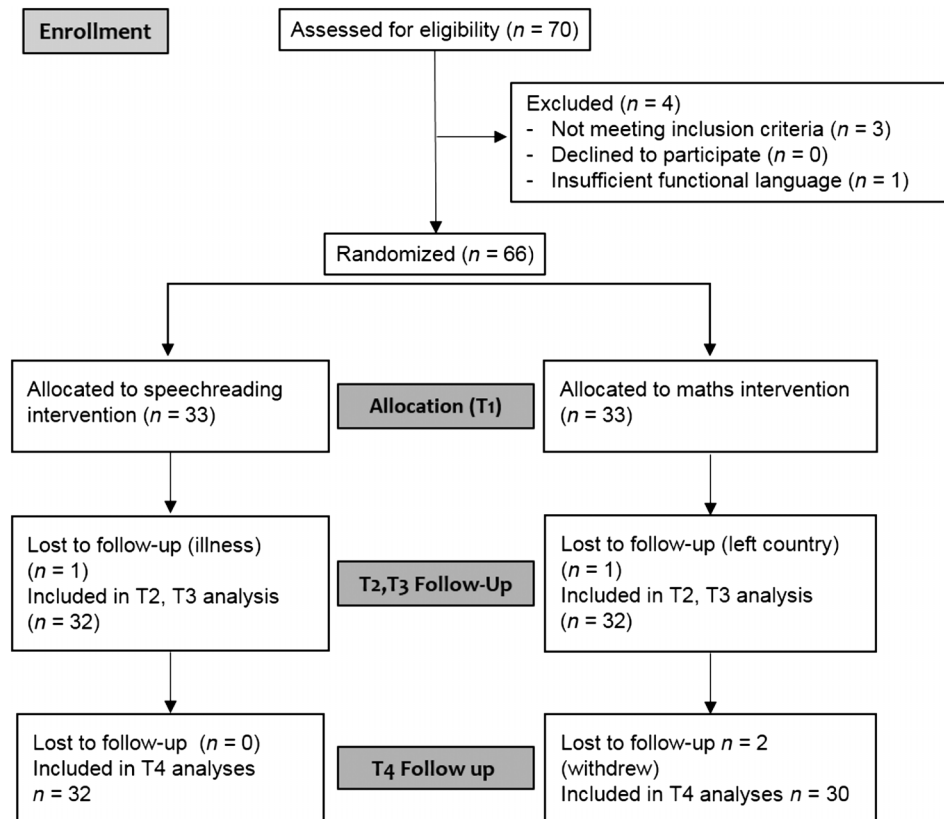 Enrollment
Assessed for eligibility (n = 70)
Excluded (n = 4)
- Not meeting inclusion criteria (n = 3)
- Declined to participate (n = 0)
- Insufficient functional language (n = 1)
Randomized (n = 66)
Allocated to speechreading
intervention (n = 33)
Allocation (T1)
Allocated to maths intervention
(n = 33)
Lost to follow-up (illness)
(n = 1)
Included in T2, T3 analysis
(n = 32)
T2,T3 Follow-Up
Lost to follow-up (left country)
(n = 1)
Included in T2, T3 analysis
(n = 32)
Lost to follow-up (n = 0)
Included in T4 analyses
n = 32
T4 Follow up
Lost to follow-up n = 2
(withdrew)
Included in T4 analyses n = 30